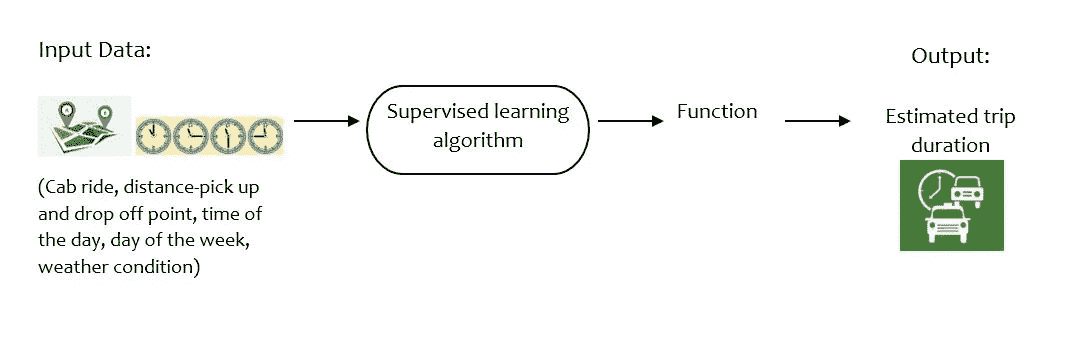 Input Data:
(Cab ride, distance-pick up
and drop off point, time of
the day, day of the week,
weather condition)
Supervised learning
algorithm
Function
Output:
Estimated trip
duration